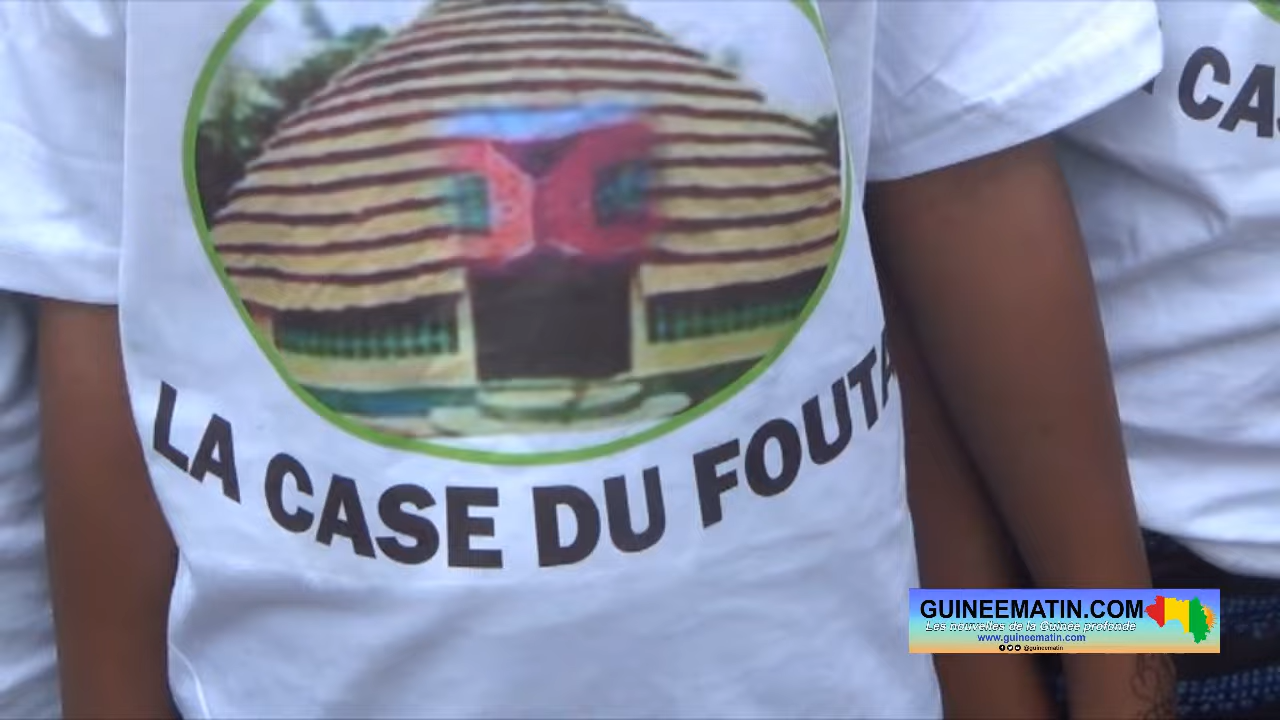 LA CASE DU FOUTA
CAS
GUINEEMATIN.COM
Les nouvelles de la Guinée profonde
www.guineematin.com
@guineematin